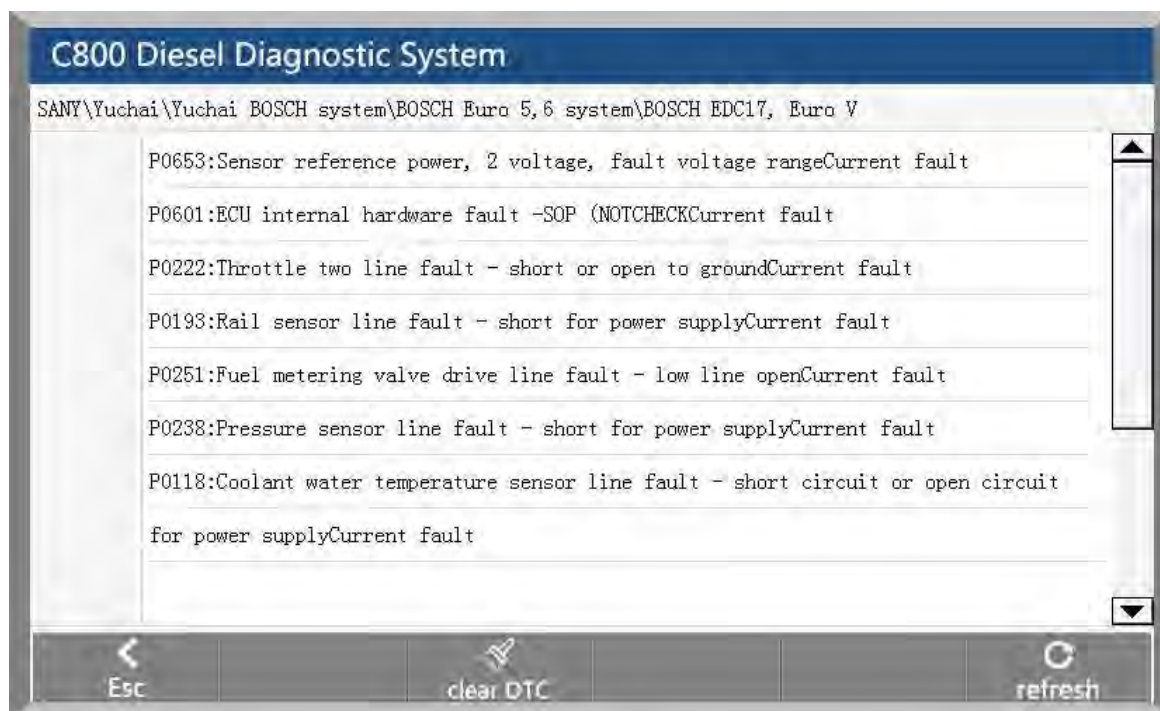 C800 Diesel Diagnostic System
SANY\Yuchai\Yuchai BOSCH system\BOSCH Euro 5,6 system\BOSCH EDC17, Euro V
P0653:Sensor reference power, 2 voltage, fault voltage rangeCurrent fault
P0601:ECU internal hardware fault -SOP (NOTCHECKCurrent fault
P0222:Throttle two line fault - short or open to groundCurrent fault
P0193:Rail sensor line fault - short for power supplyCurrent fault
P0251:Fuel metering valve drive line fault - low line openCurrent fault
P0238:Pressure sensor line fault - short for power supplyCurrent fault
P0118:Coolant water temperature sensor line fault - short circuit or open circuit
for power supplyCurrent fault
Esc clear DTC refresh